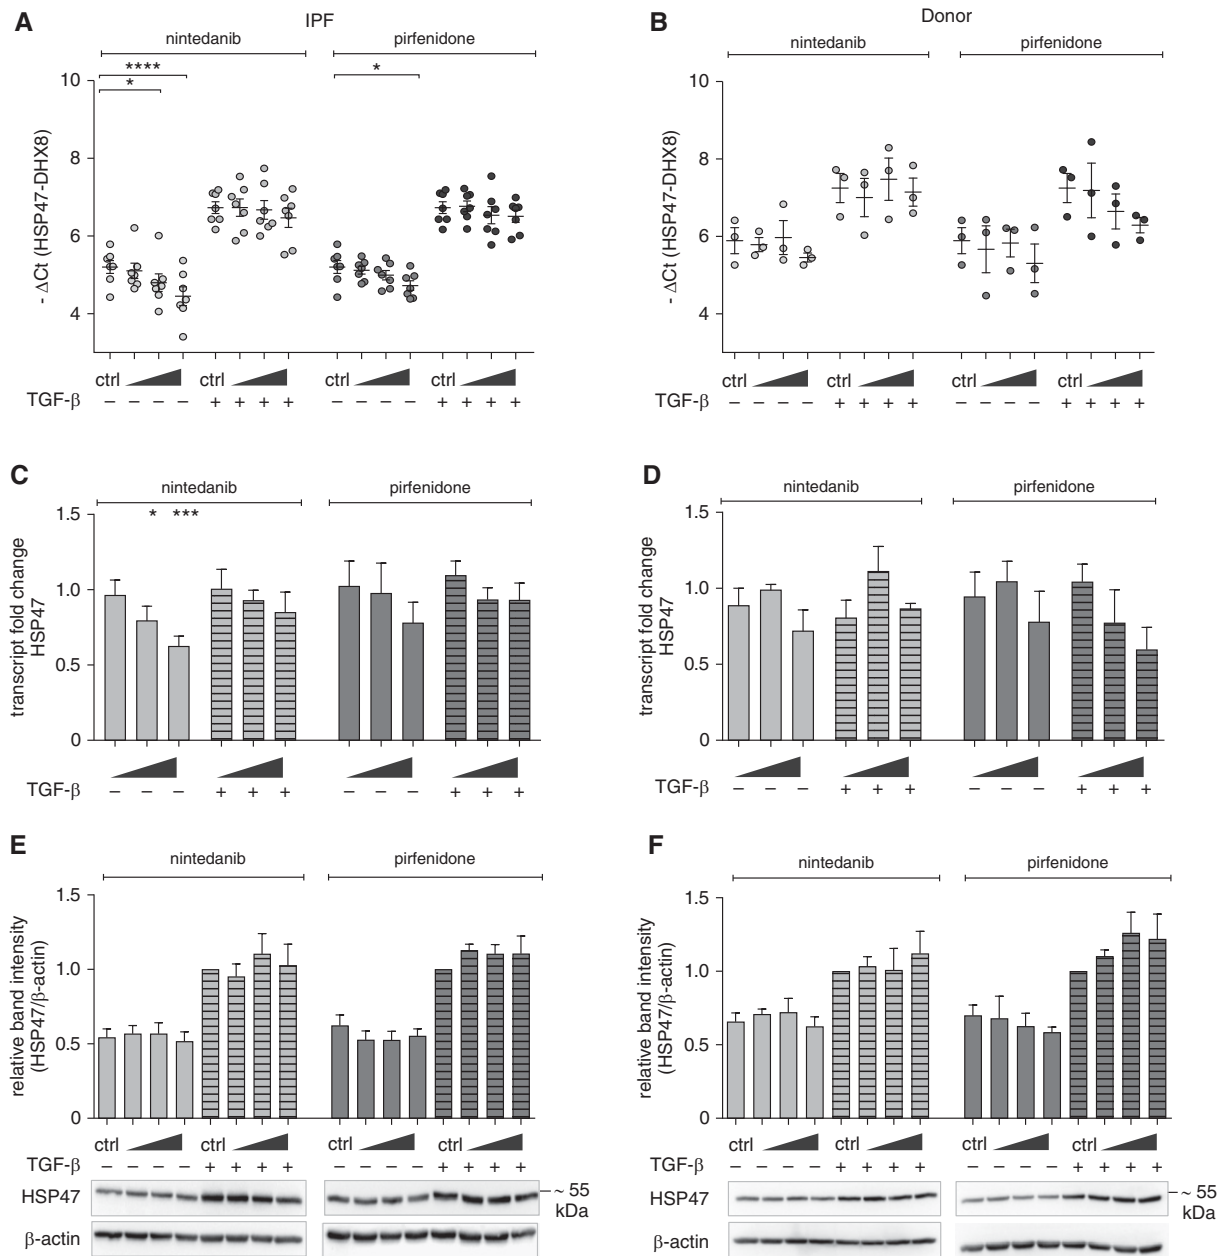 A
IPF
nintedanib
pirfenidone
****
*
*
- ΔCt (HSP47-DHX8)
10
8
6
4
ctrl ctrl ctrl ctrl
TGF-β − − − − + + + + − − − − + + + +
B
Donor
nintedanib
pirfenidone
- ΔCt (HSP47-DHX8)
10
8
6
4
ctrl ctrl ctrl ctrl
TGF-β − − − − + + + + − − − − + + + +
C
nintedanib
pirfenidone
* ***
transcript fold change
HSP47
1.5
1.0
0.5
0
TGF-β − − − + + + − − − + + +
D
nintedanib
pirfenidone
transcript fold change
HSP47
1.5
1.0
0.5
0
TGF-β − − − + + + − − − + + +
E
nintedanib
pirfenidone
relative band intensity
(HSP47/β-actin)
1.5
1.0
0.5
0
ctrl ctrl ctrl ctrl
TGF-β − − − − + + + + − − − − + + + +
HSP47
~ 55
kDa
β-actin
F
nintedanib
pirfenidone
relative band intensity
(HSP47/β-actin)
1.5
1.0
0.5
0
ctrl ctrl ctrl ctrl
TGF-β − − − − + + + + − − − − + + + +
HSP47
~ 55
kDa
β-actin